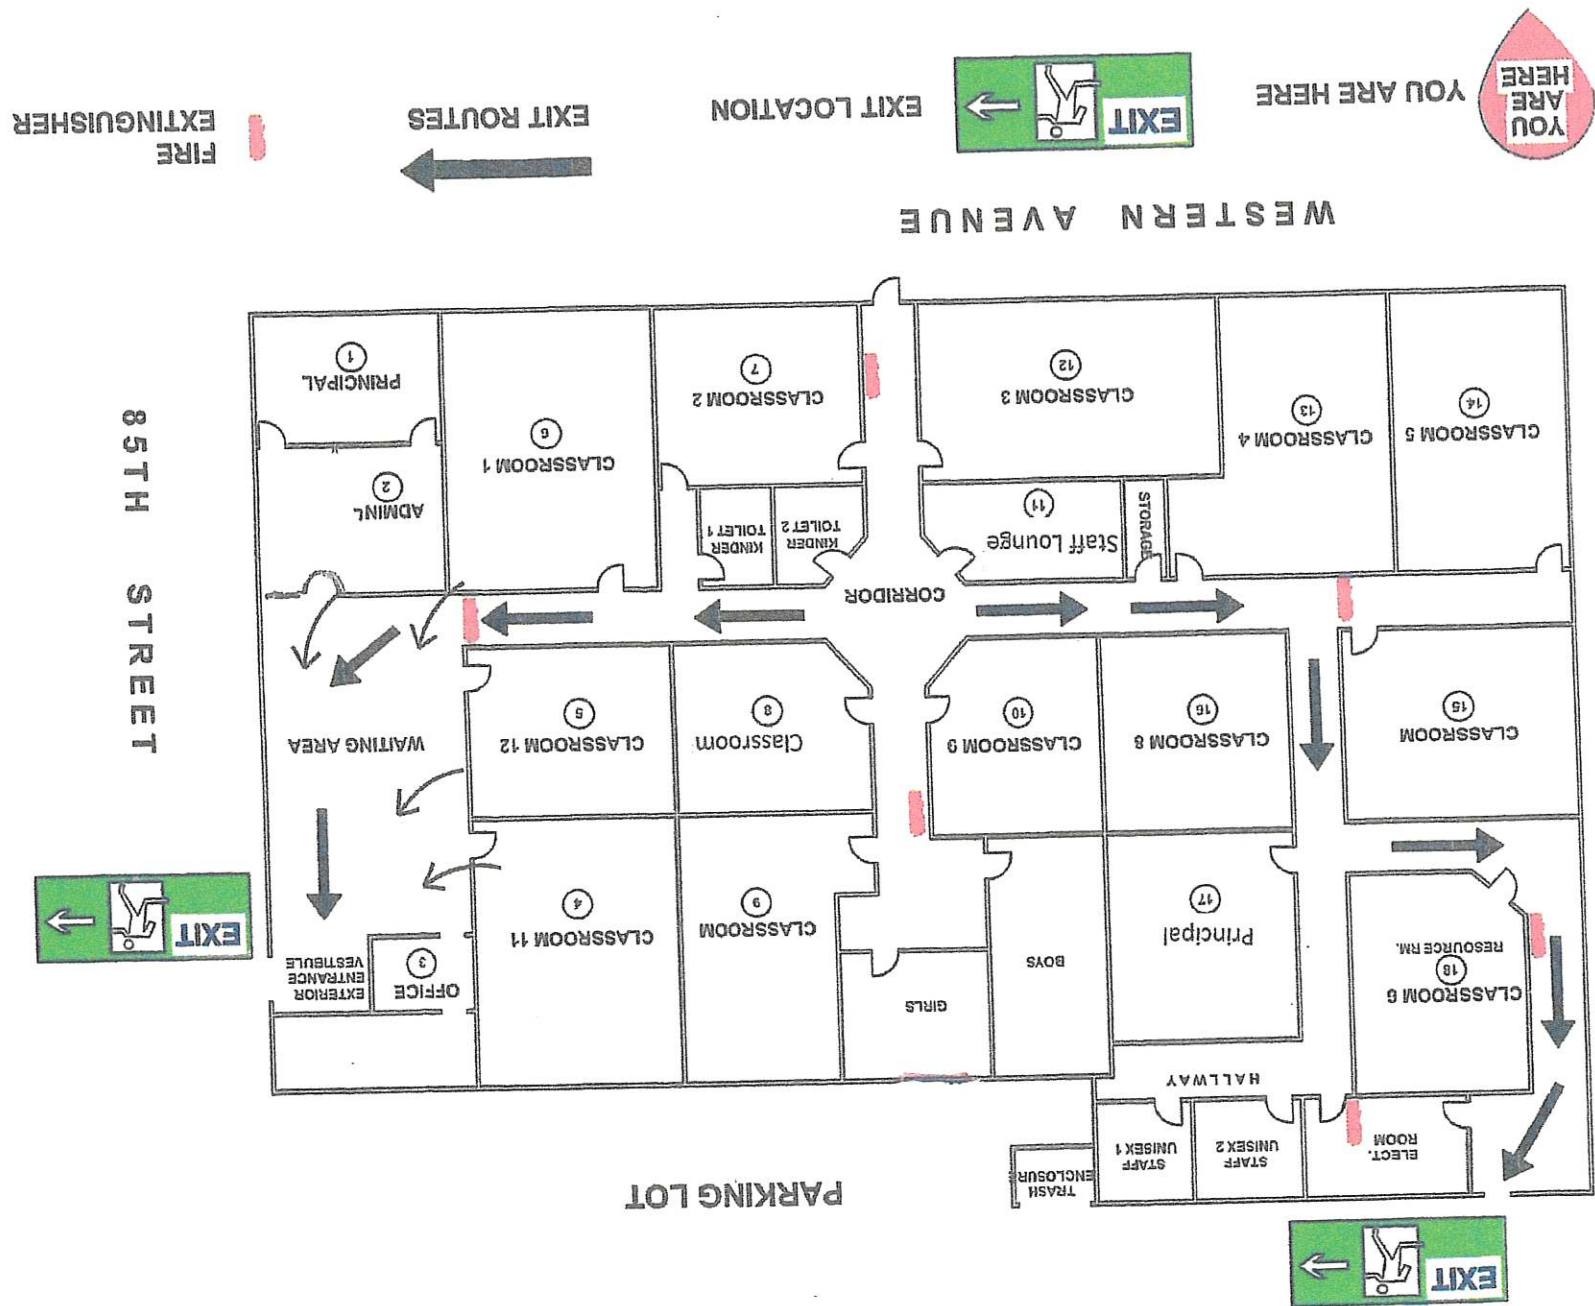 EXIT
PARKING LOT
ELECT.
ROOM
STAFF
UNISEX 2
STAFF
UNISEX 1
TRASH
ENCLOSURE
HALLWAY
CLASSROOM 6
18
RESOURCE RM.
Principal
17
BOYS
GIRLS
CLASSROOM
9
CLASSROOM 11
4
OFFICE
3
EXTERIOR
ENTRANCE
VESTIBULE
EXIT
CLASSROOM
15
CLASSROOM 8
16
CLASSROOM 9
10
Classroom
8
CLASSROOM 12
5
WAITING AREA
85TH STREET
CORRIDOR
CLASSROOM 5
14
CLASSROOM 4
13
STORAGE
Staff Lounge
11
CLASSROOM 3
12
KINDER
TOILET 2
KINDER
TOILET 1
CLASSROOM 2
7
CLASSROOM 1
6
ADMIN'L
2
PRINCIPAL
1
WESTERN AVENUE
YOU
ARE
HERE
YOU ARE HERE
EXIT
EXIT LOCATION
EXIT ROUTES
FIRE
EXTINGUISHER